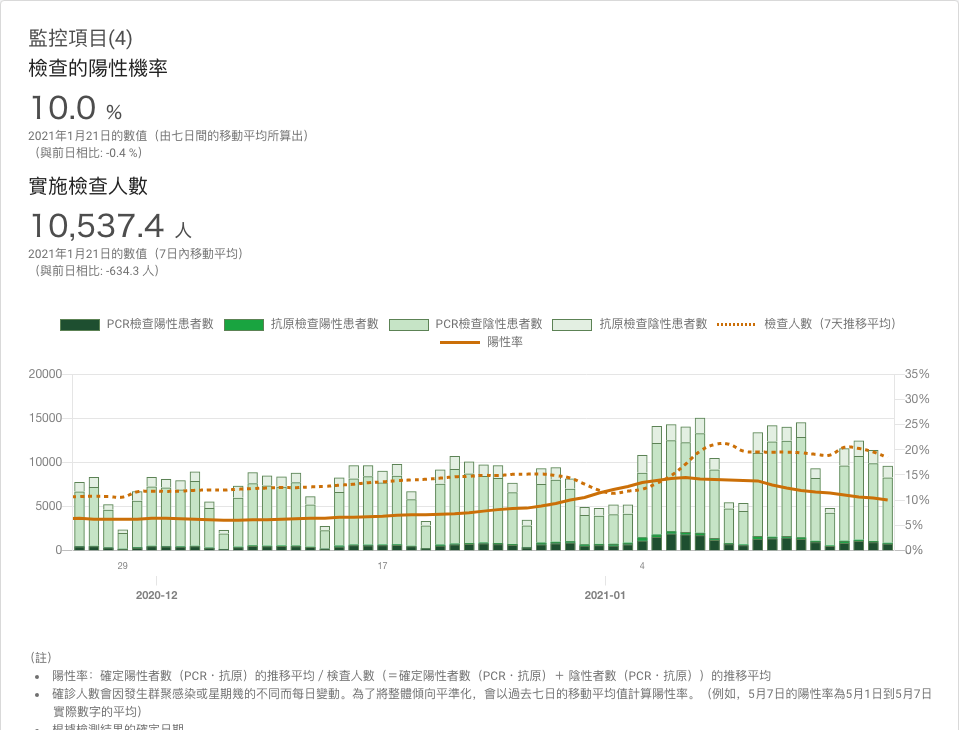 監控項目(4)
檢查的陽性機率
10.0 %
2021年1月21日的數值（由七日間的移動平均所算出）
（與前日相比: -0.4 %）
實施檢查人數
10,537.4 人
2021年1月21日的數值（7日內移動平均）
（與前日相比: -634.3 人）
PCR檢查陽性患者數 抗原檢查陽性患者數 PCR檢查陰性患者數 抗原檢查陰性患者數 檢查人數（7天推移平均）
陽性率
20000 35%
30%
15000 25%
20%
10000 15%
5000 10%
5%
0 0%
29 17 4
2020-12 2021-01
（註）
• 陽性率：確定陽性者數（PCR・抗原）的推移平均 / 檢查人數（＝確定陽性者數（PCR・抗原）＋ 陰性者數（PCR・抗原））的推移平均
• 確診人數會因發生群聚感染或星期幾的不同而每日變動。為了將整體傾向平準化，會以過去七日的移動平均值計算陽性率。（例如，5月7日的陽性率為5月1日到5月7日
實際數字的平均）
• 根據檢測結果的確定日期